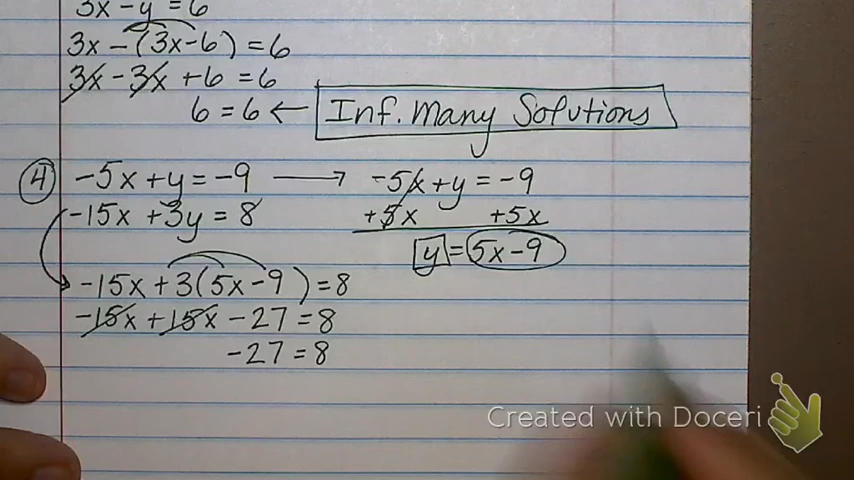 3x - y = 6
3x - (3x - 6) = 6
3x - 3x + 6 = 6
6 = 6 ← Inf. Many Solutions
④ -5x + y = -9 → -5x + y = -9
-15x + 3y = 8 +5x +5x
y = 5x - 9
-15x + 3(5x - 9) = 8
-15x + 15x - 27 = 8
-27 = 8
Created with Doceri